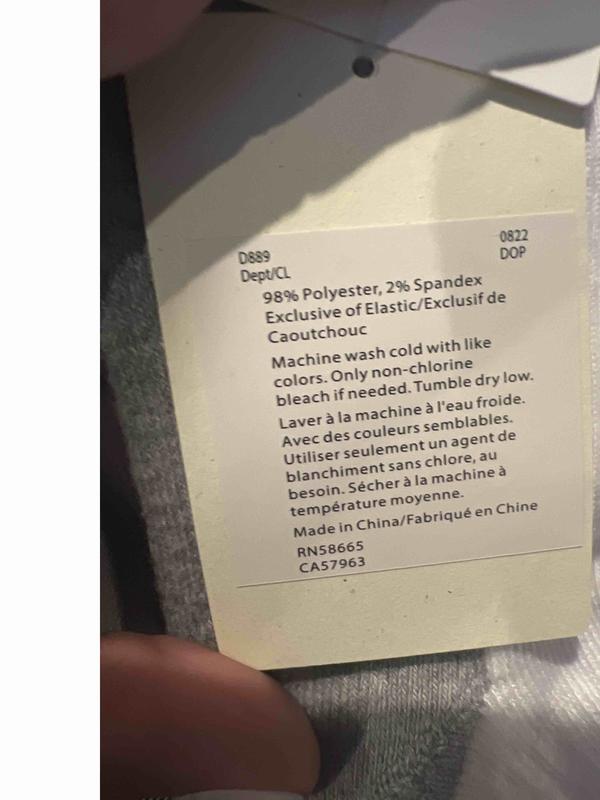 D889 0822
Dept/CL DOP
98% Polyester, 2% Spandex
Exclusive of Elastic/Exclusif de
Caoutchouc
Machine wash cold with like
colors. Only non-chlorine
bleach if needed. Tumble dry low.
Laver à la machine à l'eau froide.
Avec des couleurs semblables.
Utiliser seulement un agent de
blanchiment sans chlore, au
besoin. Sécher à la machine à
température moyenne.
Made in China/Fabriqué en Chine
RN58665
CA57963